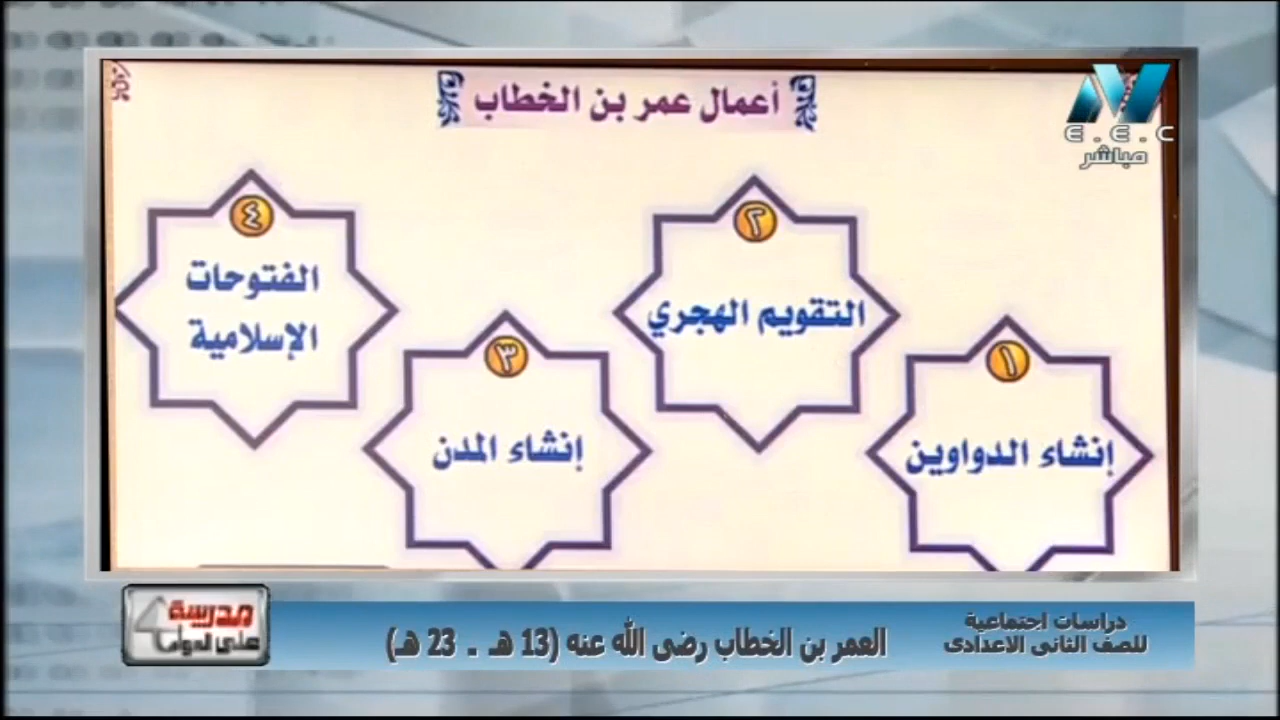 أعمال عمر بن الخطاب
E.E.C
مباشر
١
إنشاء الدواوين
٢
التقويم الهجري
٣
إنشاء المدن
٤
الفتوحات
الإسلامية
دراسات اجتماعية
للصف الثانى الاعدادى
العمر بن الخطاب رضى الله عنه (13 هـ - 23 هـ)
مدرسة
على الهواء